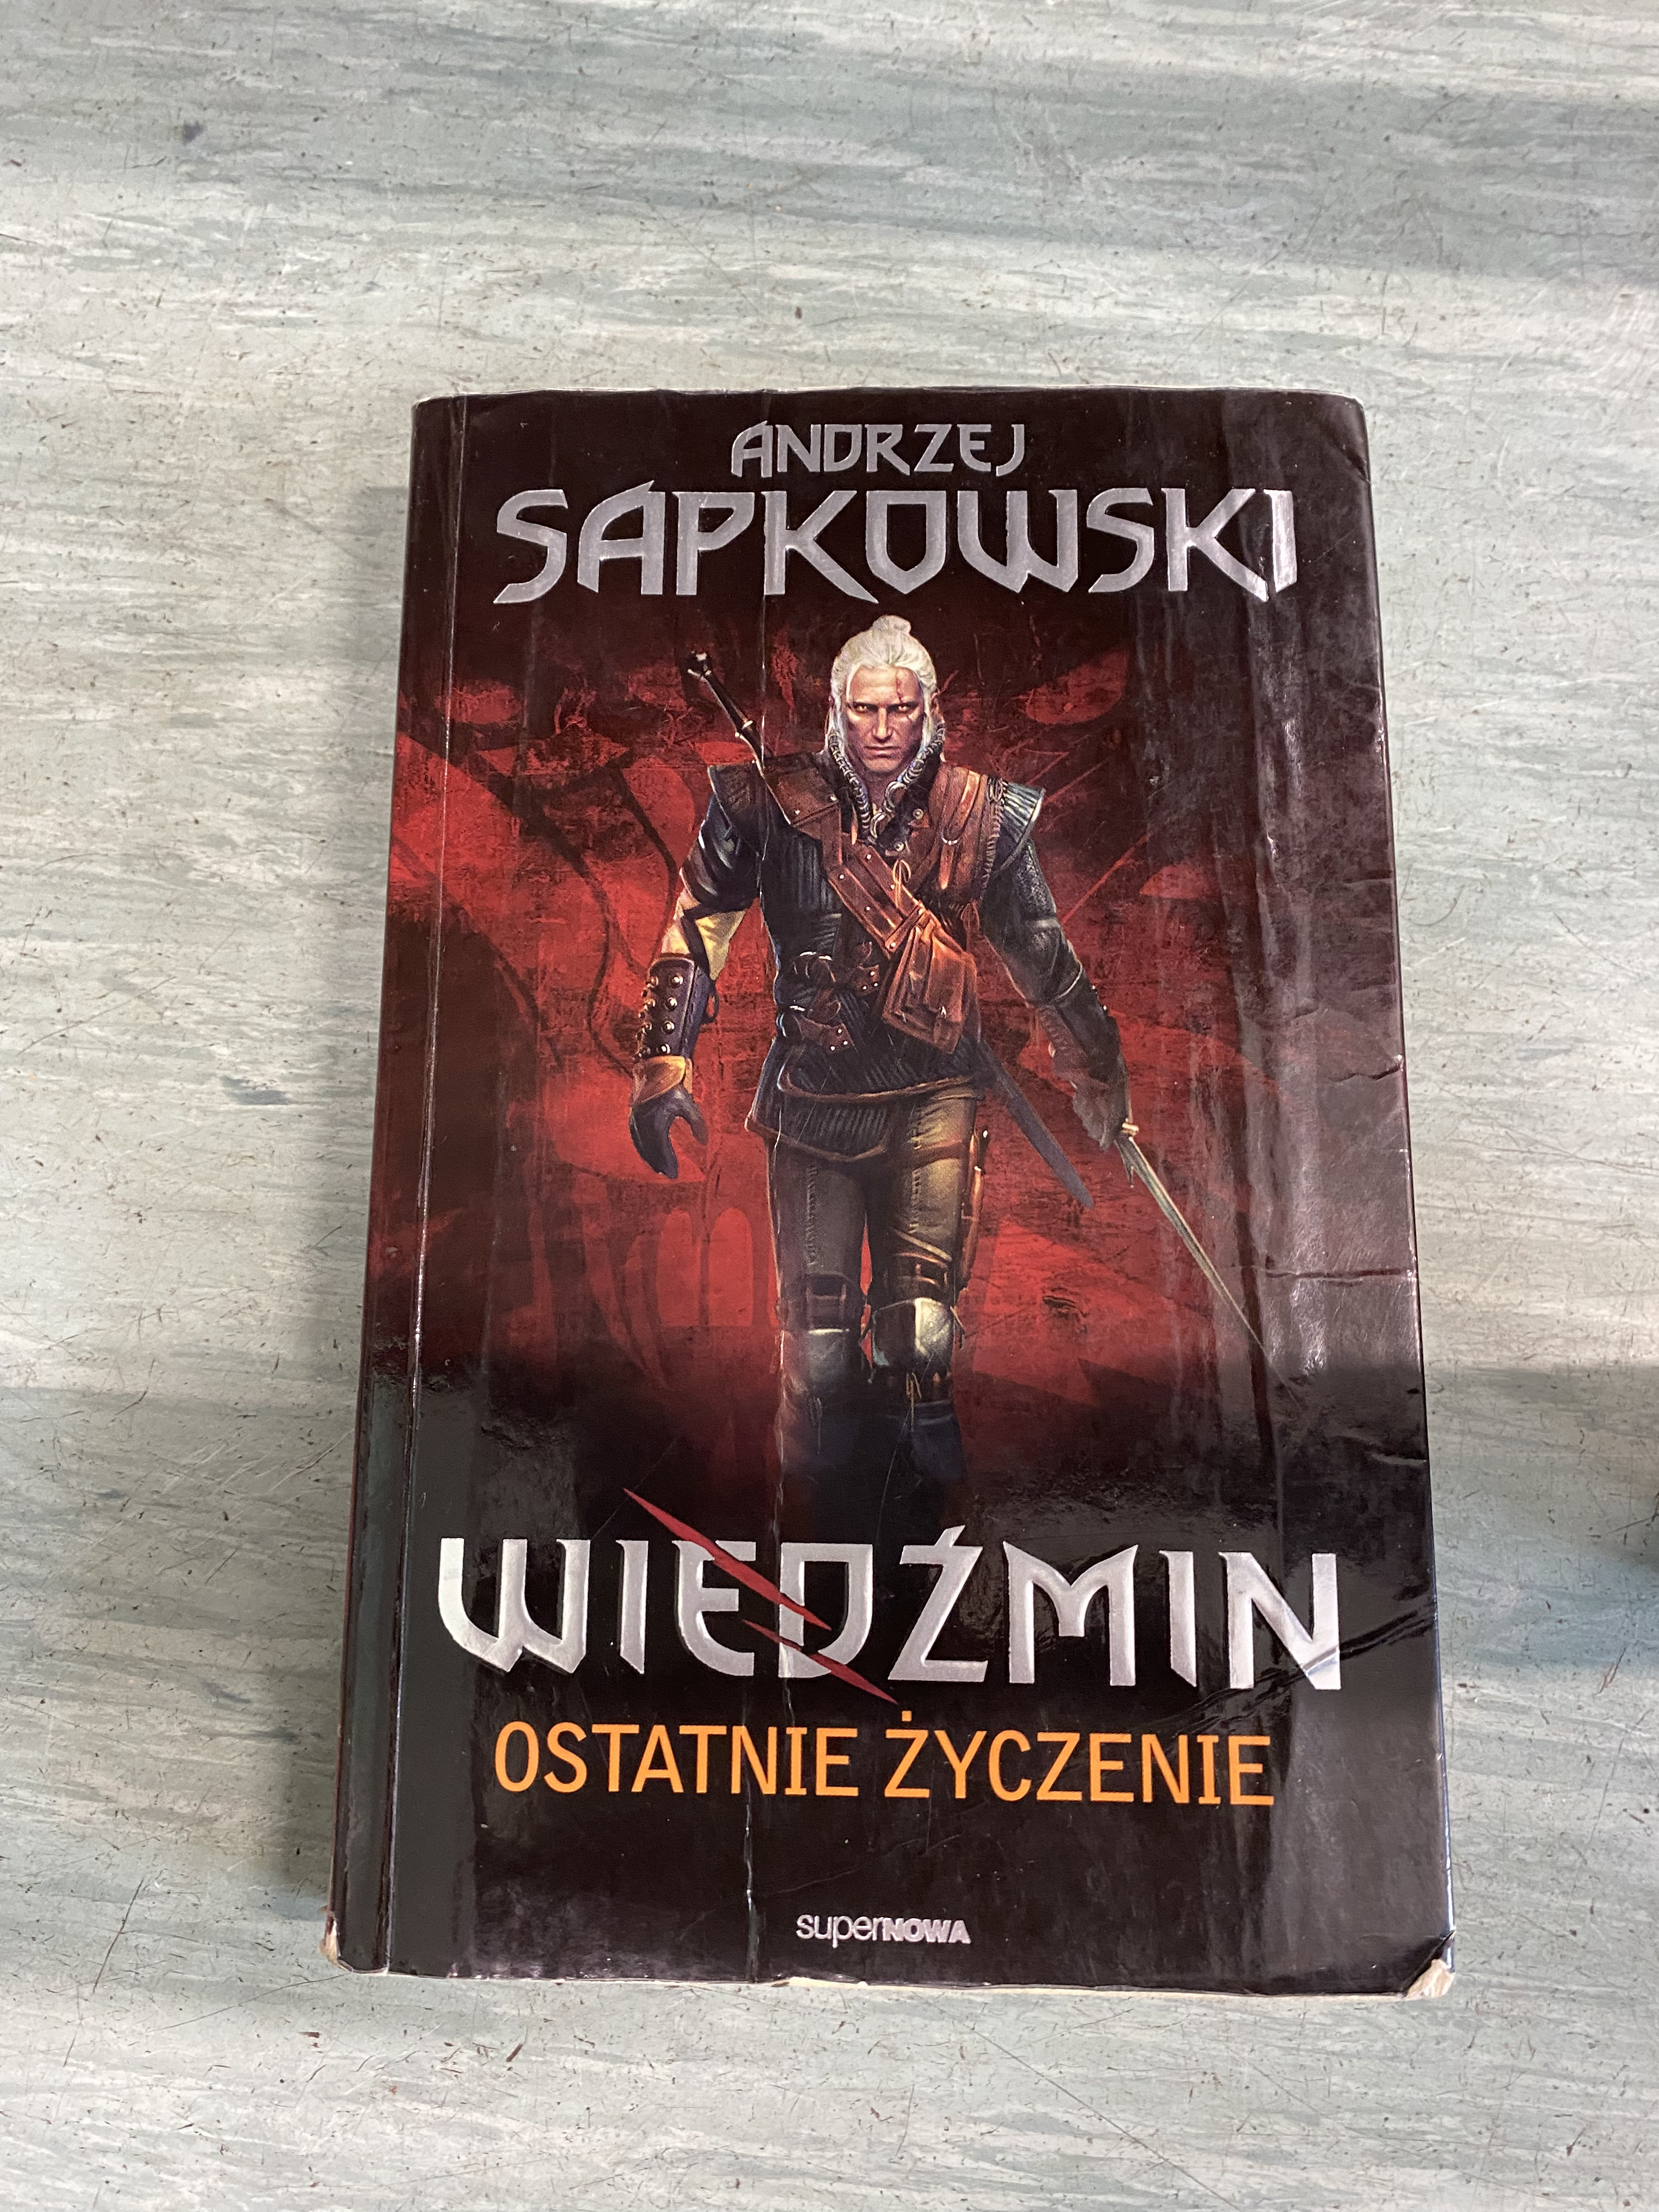 ANDRZEJ
SAPKOWSKI
WIEDŹMIN
OSTATNIE ŻYCZENIE
superNOWA